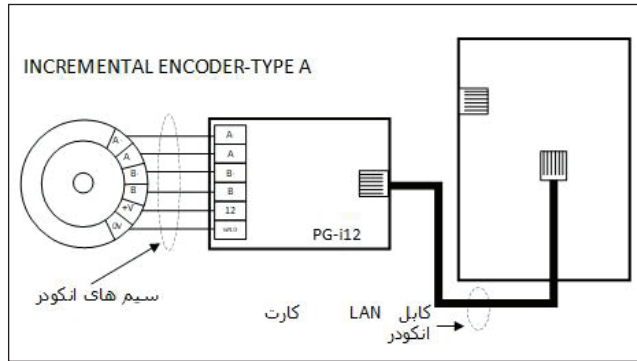 INCREMENTAL ENCODER-TYPE A
A-
A
B-
B
+V
0V
A
A
B-
B
12
PG-i12
سیم های انکودر
کابل LAN کارت
انکودر